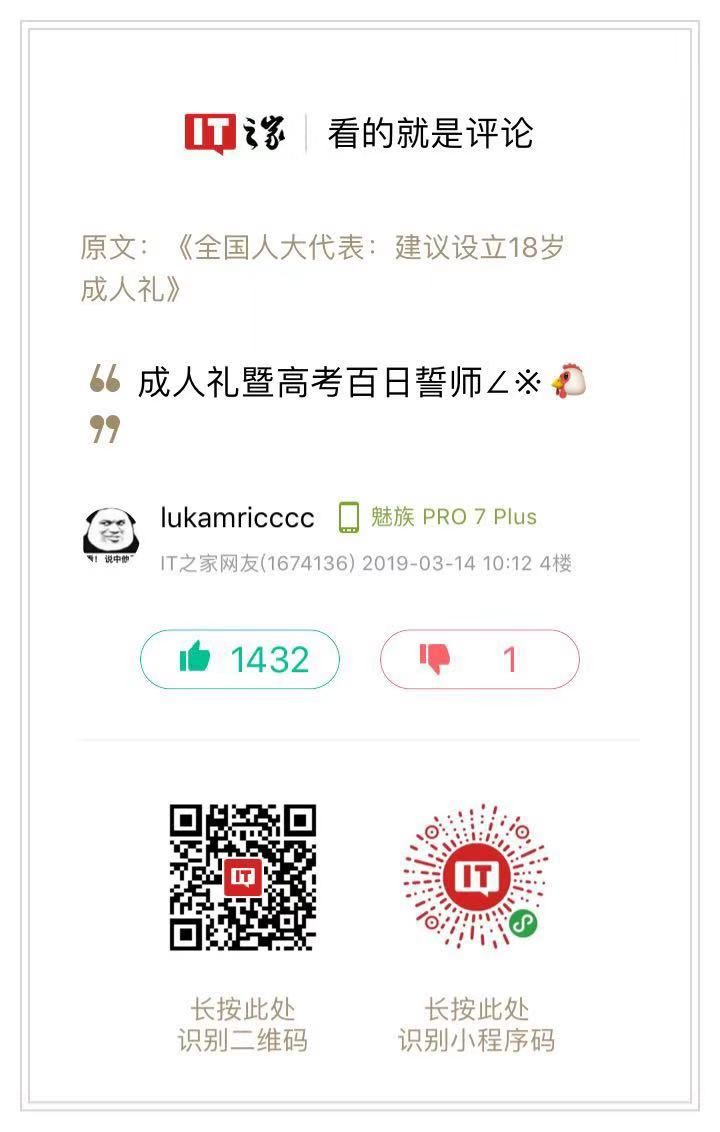 IT之家 | 看的就是评论
原文：《全国人大代表：建议设立18岁
成人礼》
“ 成人礼暨高考百日誓师∠※🐔
”
lukamricccc 魅族 PRO 7 Plus
IT之家网友(1674136) 2019-03-14 10:12 4楼
1432 1
IT IT
长按此处 长按此处
识别二维码 识别小程序码